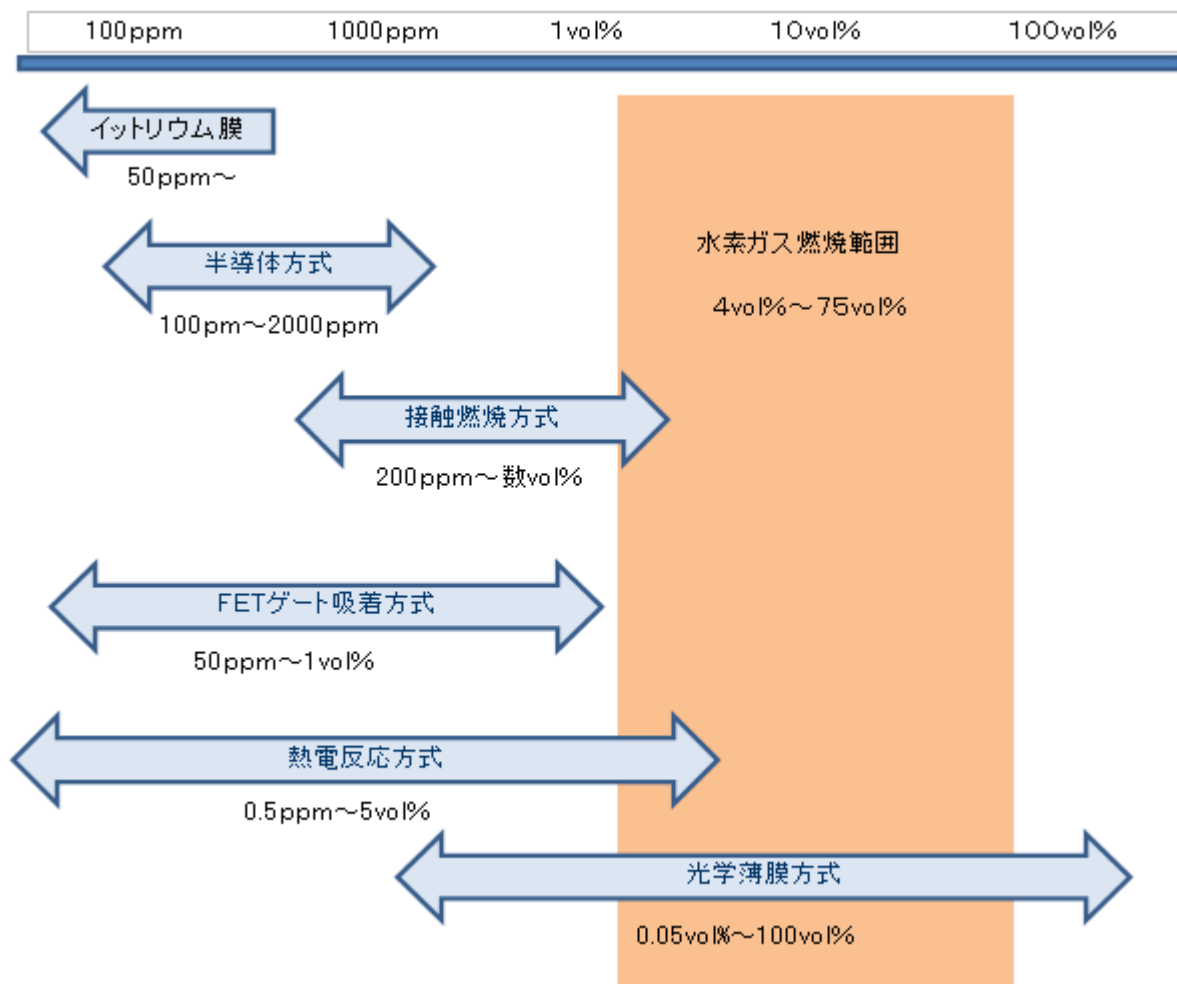 100ppm 1000ppm 1vol% 10vol% 100vol%
イットリウム膜
50ppm～
半導体方式
100pm～2000ppm
水素ガス燃焼範囲
4vol%～75vol%
接触燃焼方式
200ppm～数vol%
FETゲート吸着方式
50ppm～1vol%
熱電反応方式
0.5ppm～5vol%
光学薄膜方式
0.05vol%～100vol%